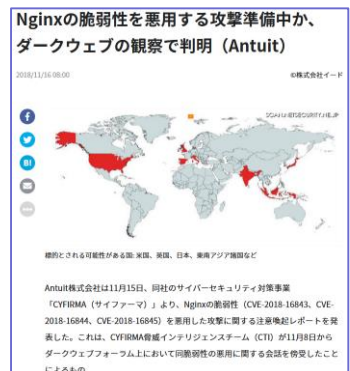 Nginxの脆弱性を悪用する攻撃準備中か、
ダークウェブの観察で判明（Antuit）
2018/11/16 08:00
©株式会社イード
SCAN.NETSECURITY.NE.JP
標的とされる可能性がある国: 米国、英国、日本、東南アジア諸国など
Antuit株式会社は11月15日、同社のサイバーセキュリティ対策事業
「CYFIRMA（サイファーマ）」より、Nginxの脆弱性（CVE-2018-16843、CVE-
2018-16844、CVE-2018-16845）を悪用した攻撃に関する注意喚起レポートを発
表した。これは、CYFIRMA脅威インテリジェンスチーム（CTI）が11月8日から
ダークウェブフォーラム上において同脆弱性の悪用に関する会話を傍受したこと
によるもの